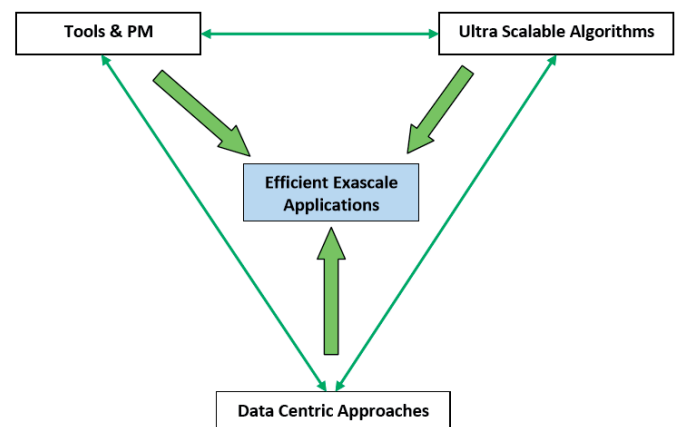 Tools & PM
Ultra Scalable Algorithms
Efficient Exascale
Applications
Data Centric Approaches